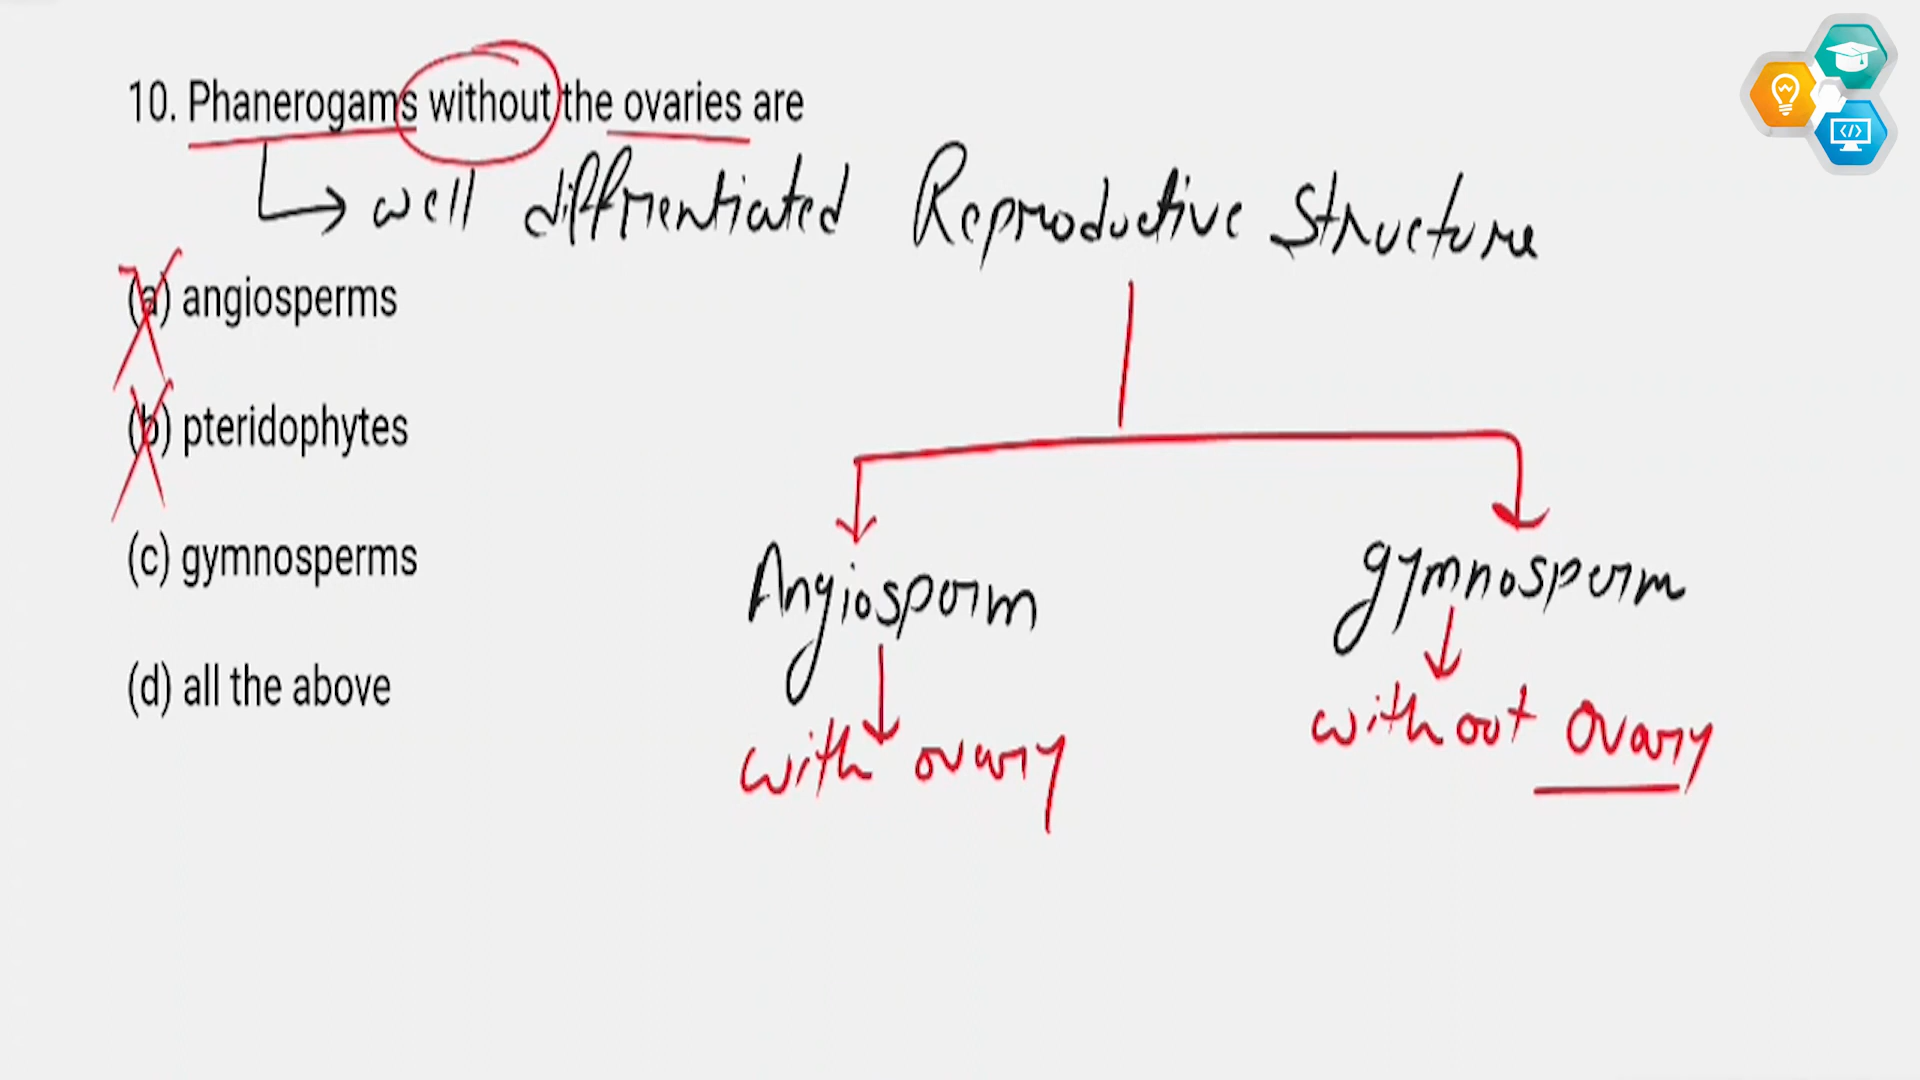 10. Phanerogams without the ovaries are
well diffrientiated Reproductive Structure
(a) angiosperms
(b) pteridophytes
(c) gymnosperms
(d) all the above
Angiosperm
gymnosperm
with ovary
without ovary